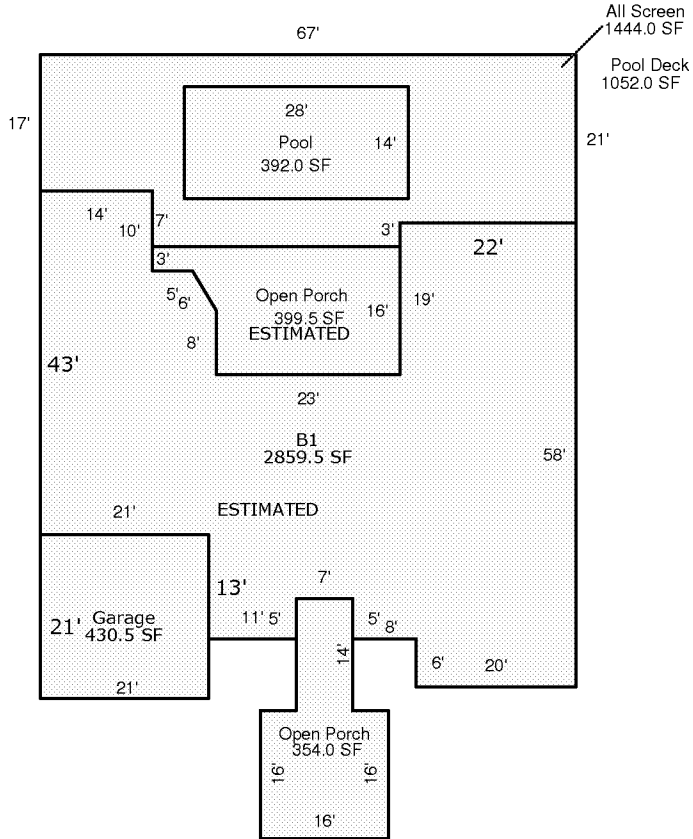 All Screen
1444.0 SF
67'
Pool Deck
1052.0 SF
28'
17'
Pool
14'
21'
392.0 SF
14'
7'
10'
3'
22'
3'
5'
6'
Open Porch
399.5 SF
16'
19'
ESTIMATED
8'
43'
23'
B1
2859.5 SF
58'
21'
ESTIMATED
7'
13'
21'
Garage
430.5 SF
11'
5'
5'
8'
14'
6'
20'
21'
Open Porch
354.0 SF
16'
16'
16'